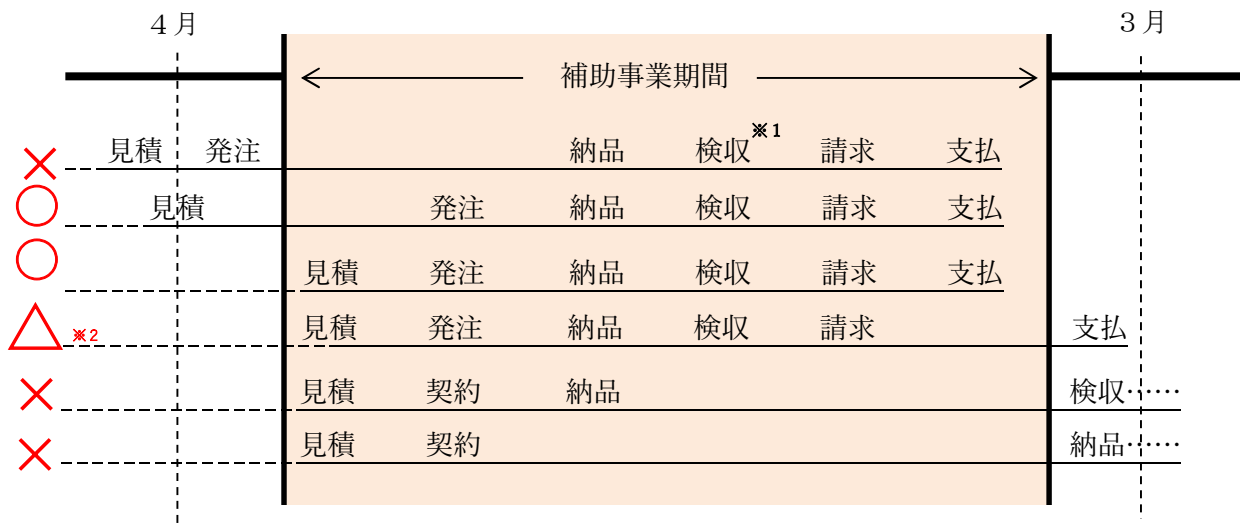 ４月 ３月
補助事業期間
× 見積 発注 納品 検収※1 請求 支払
○ 見積 発注 納品 検収 請求 支払
○ 見積 発注 納品 検収 請求 支払
△※2 見積 発注 納品 検収 請求 支払
× 見積 契約 納品 検収……
× 見積 契約 納品……